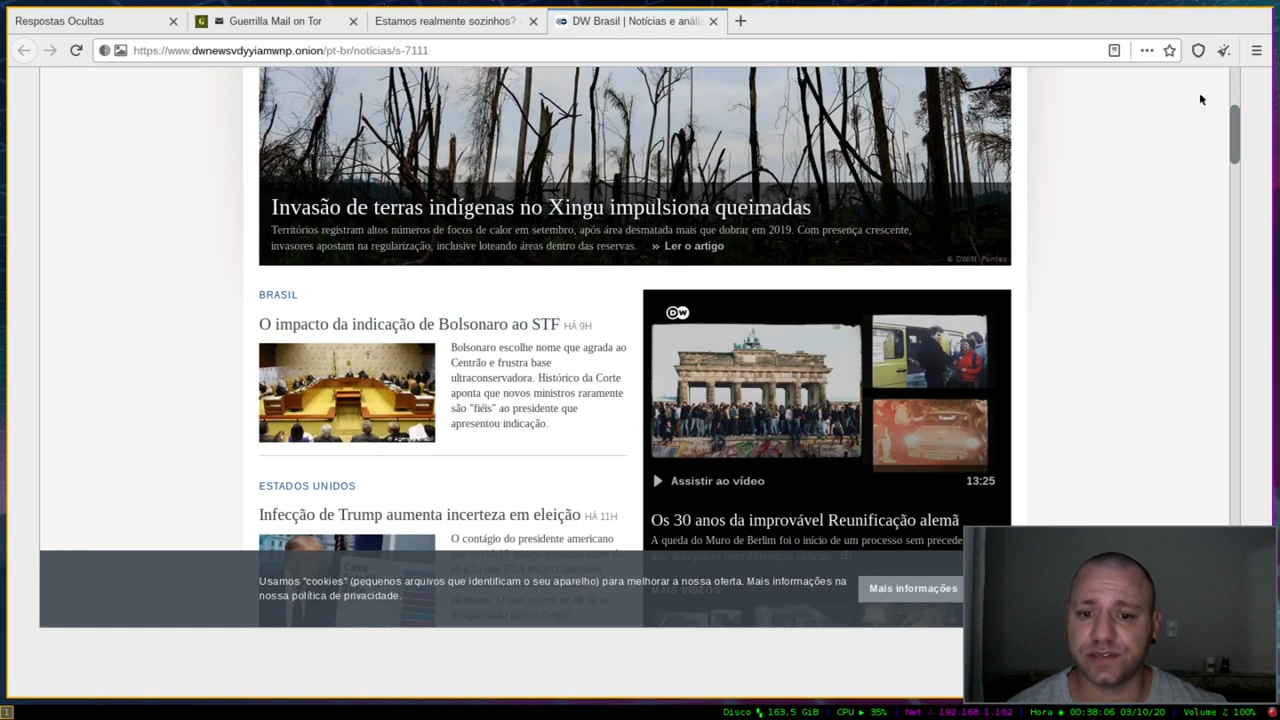 Respostas Ocultas
Guerrilla Mail on Tor
Estamos realmente sozinhos?
DW Brasil | Notícias e análi
https://www.dwnewsvdyyiamwnp.onion/pt-br/notícias/s-7111
Invasão de terras indígenas no Xingu impulsiona queimadas
Territórios registram altos números de focos de calor em setembro, após área desmatada mais que dobrar em 2019. Com presença crescente,
invasores apostam na regularização, inclusive loteando áreas dentro das reservas. » Ler o artigo
© DW/N. Pontes
BRASIL
O impacto da indicação de Bolsonaro ao STF HÁ 9H
Bolsonaro escolhe nome que agrada ao
Centrão e frustra base
ultraconservadora. Histórico da Corte
aponta que novos ministros raramente
são "fiéis" ao presidente que
apresentou indicação.
ESTADOS UNIDOS
Infecção de Trump aumenta incerteza em eleição HÁ 11H
O contágio do presidente americano
DW
Assistir ao vídeo 13:25
Os 30 anos da improvável Reunificação alemã
A queda do Muro de Berlim foi o início de um processo sem precede
MAIS VÍDEOS
Usamos "cookies" (pequenos arquivos que identificam o seu aparelho) para melhorar a nossa oferta. Mais informações na
nossa política de privacidade.
Mais informações
1
Disco 163,5 GiB CPU 35% Net 192.168.1.102 Hora 00:38:06 03/10/20 Volume 100%